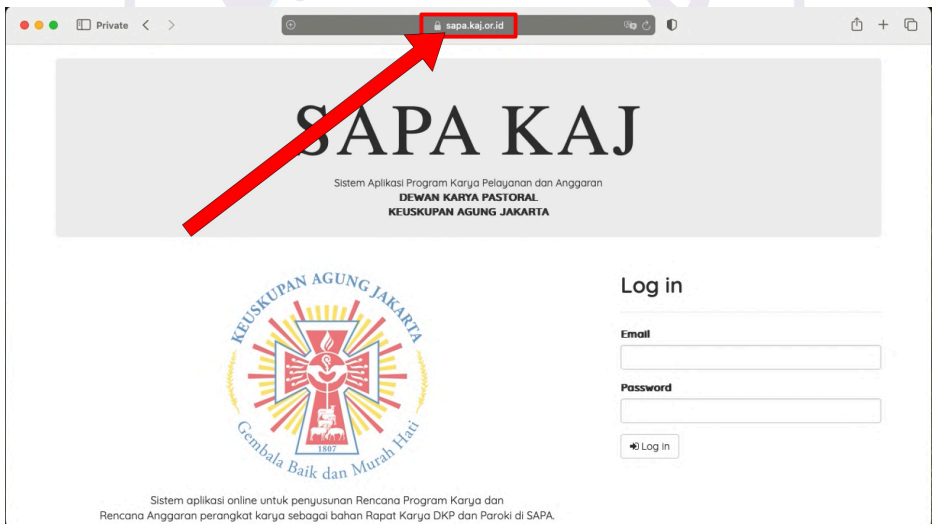 Private
sapa.kaj.or.id
SAPA KAJ
Sistem Aplikasi Program Karya Pelayanan dan Anggaran
DEWAN KARYA PASTORAL
KEUSKUPAN AGUNG JAKARTA
KEUSKUPAN AGUNG JAKARTA
1807
Gembala Baik dan Murah Hati
Sistem aplikasi online untuk penyusunan Rencana Program Karya dan
Rencana Anggaran perangkat karya sebagai bahan Rapat Karya DKP dan Paroki di SAPA.
Log in
Email
Password
Log in